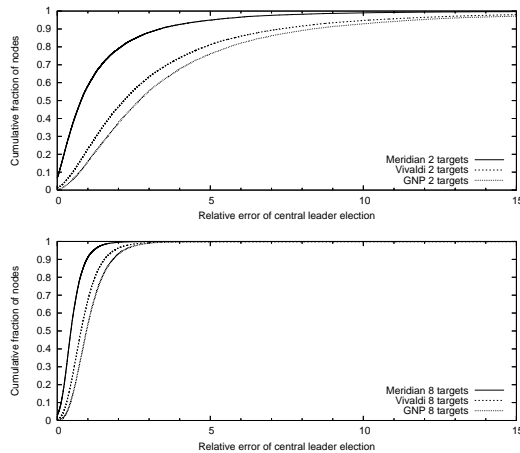 1
0.9
0.8
0.7
0.6
0.5
0.4
0.3
0.2
0.1
0
Cumulative fraction of nodes
Meridian 2 targets
Vivaldi 2 targets
GNP 2 targets
0 5 10 15
Relative error of central leader election
1
0.9
0.8
0.7
0.6
0.5
0.4
0.3
0.2
0.1
0
Cumulative fraction of nodes
Meridian 8 targets
Vivaldi 8 targets
GNP 8 targets
0 5 10 15
Relative error of central leader election